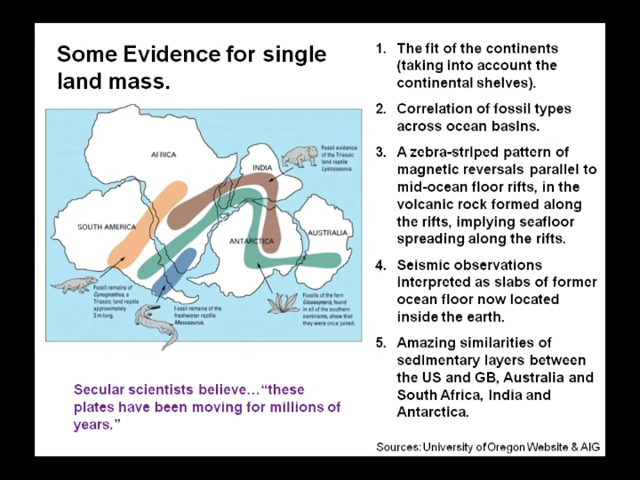 Some Evidence for single
land mass.
AFRICA
INDIA
SOUTH AMERICA
ANTARCTICA
AUSTRALIA
Fossil evidence
of the Triassic
land reptile
Lystrosaurus.
Fossil remains of
Cynognathus, a
Triassic land reptile
approximately
3 m long.
Fossil remains of the
freshwater reptile
Mesosaurus.
Fossils of the fern
Glossopteris, found
in all of the southern
continents, show that
they were once joined.
Secular scientists believe…“these
plates have been moving for millions of
years.”
1. The fit of the continents
(taking into account the
continental shelves).
2. Correlation of fossil types
across ocean basins.
3. A zebra-striped pattern of
magnetic reversals parallel to
mid-ocean floor rifts, in the
volcanic rock formed along
the rifts, implying seafloor
spreading along the rifts.
4. Seismic observations
interpreted as slabs of former
ocean floor now located
inside the earth.
5. Amazing similarities of
sedimentary layers between
the US and GB, Australia and
South Africa, India and
Antarctica.
Sources: University of Oregon Website & AIG